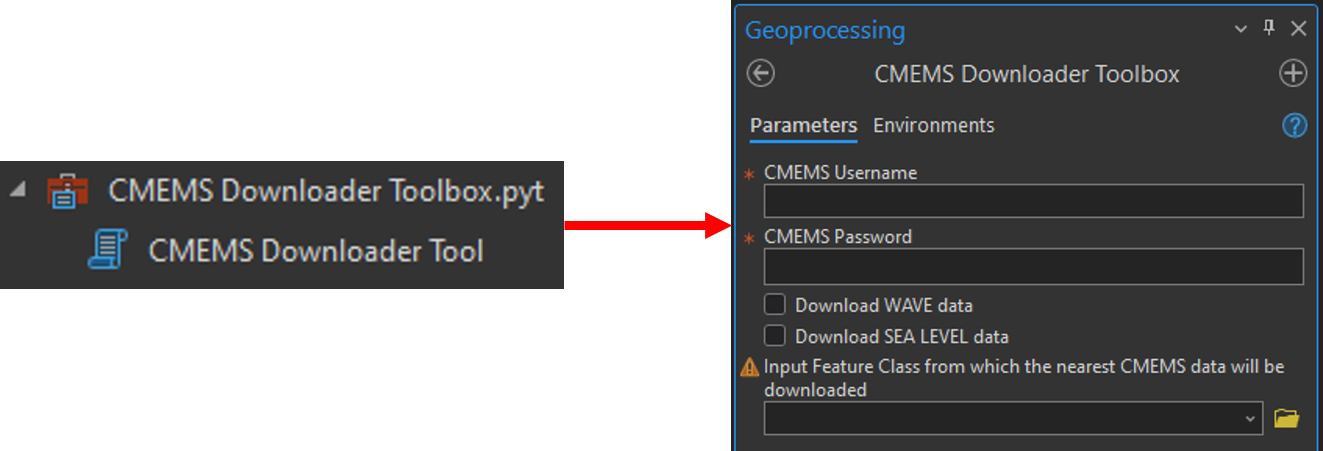 CMEMS Downloader Toolbox.pyt
CMEMS Downloader Tool
Geoprocessing
CMEMS Downloader Toolbox
Parameters Environments
* CMEMS Username
* CMEMS Password
Download WAVE data
Download SEA LEVEL data
Input Feature Class from which the nearest CMEMS data will be
downloaded